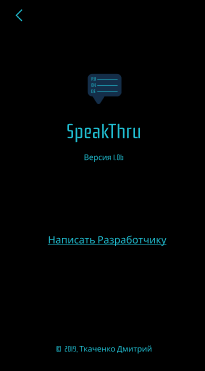 SpeakThru
Версия 1.0b
Написать Разработчику
© 2019, Ткаченко Дмитрий